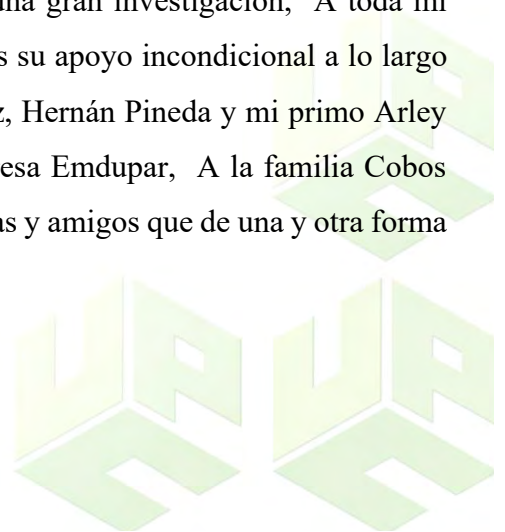 una gran investigación,  A toda mi
s su apoyo incondicional a lo largo
z, Hernán Pineda y mi primo Arley
esa Emdupar,  A la familia Cobos
as y amigos que de una y otra forma